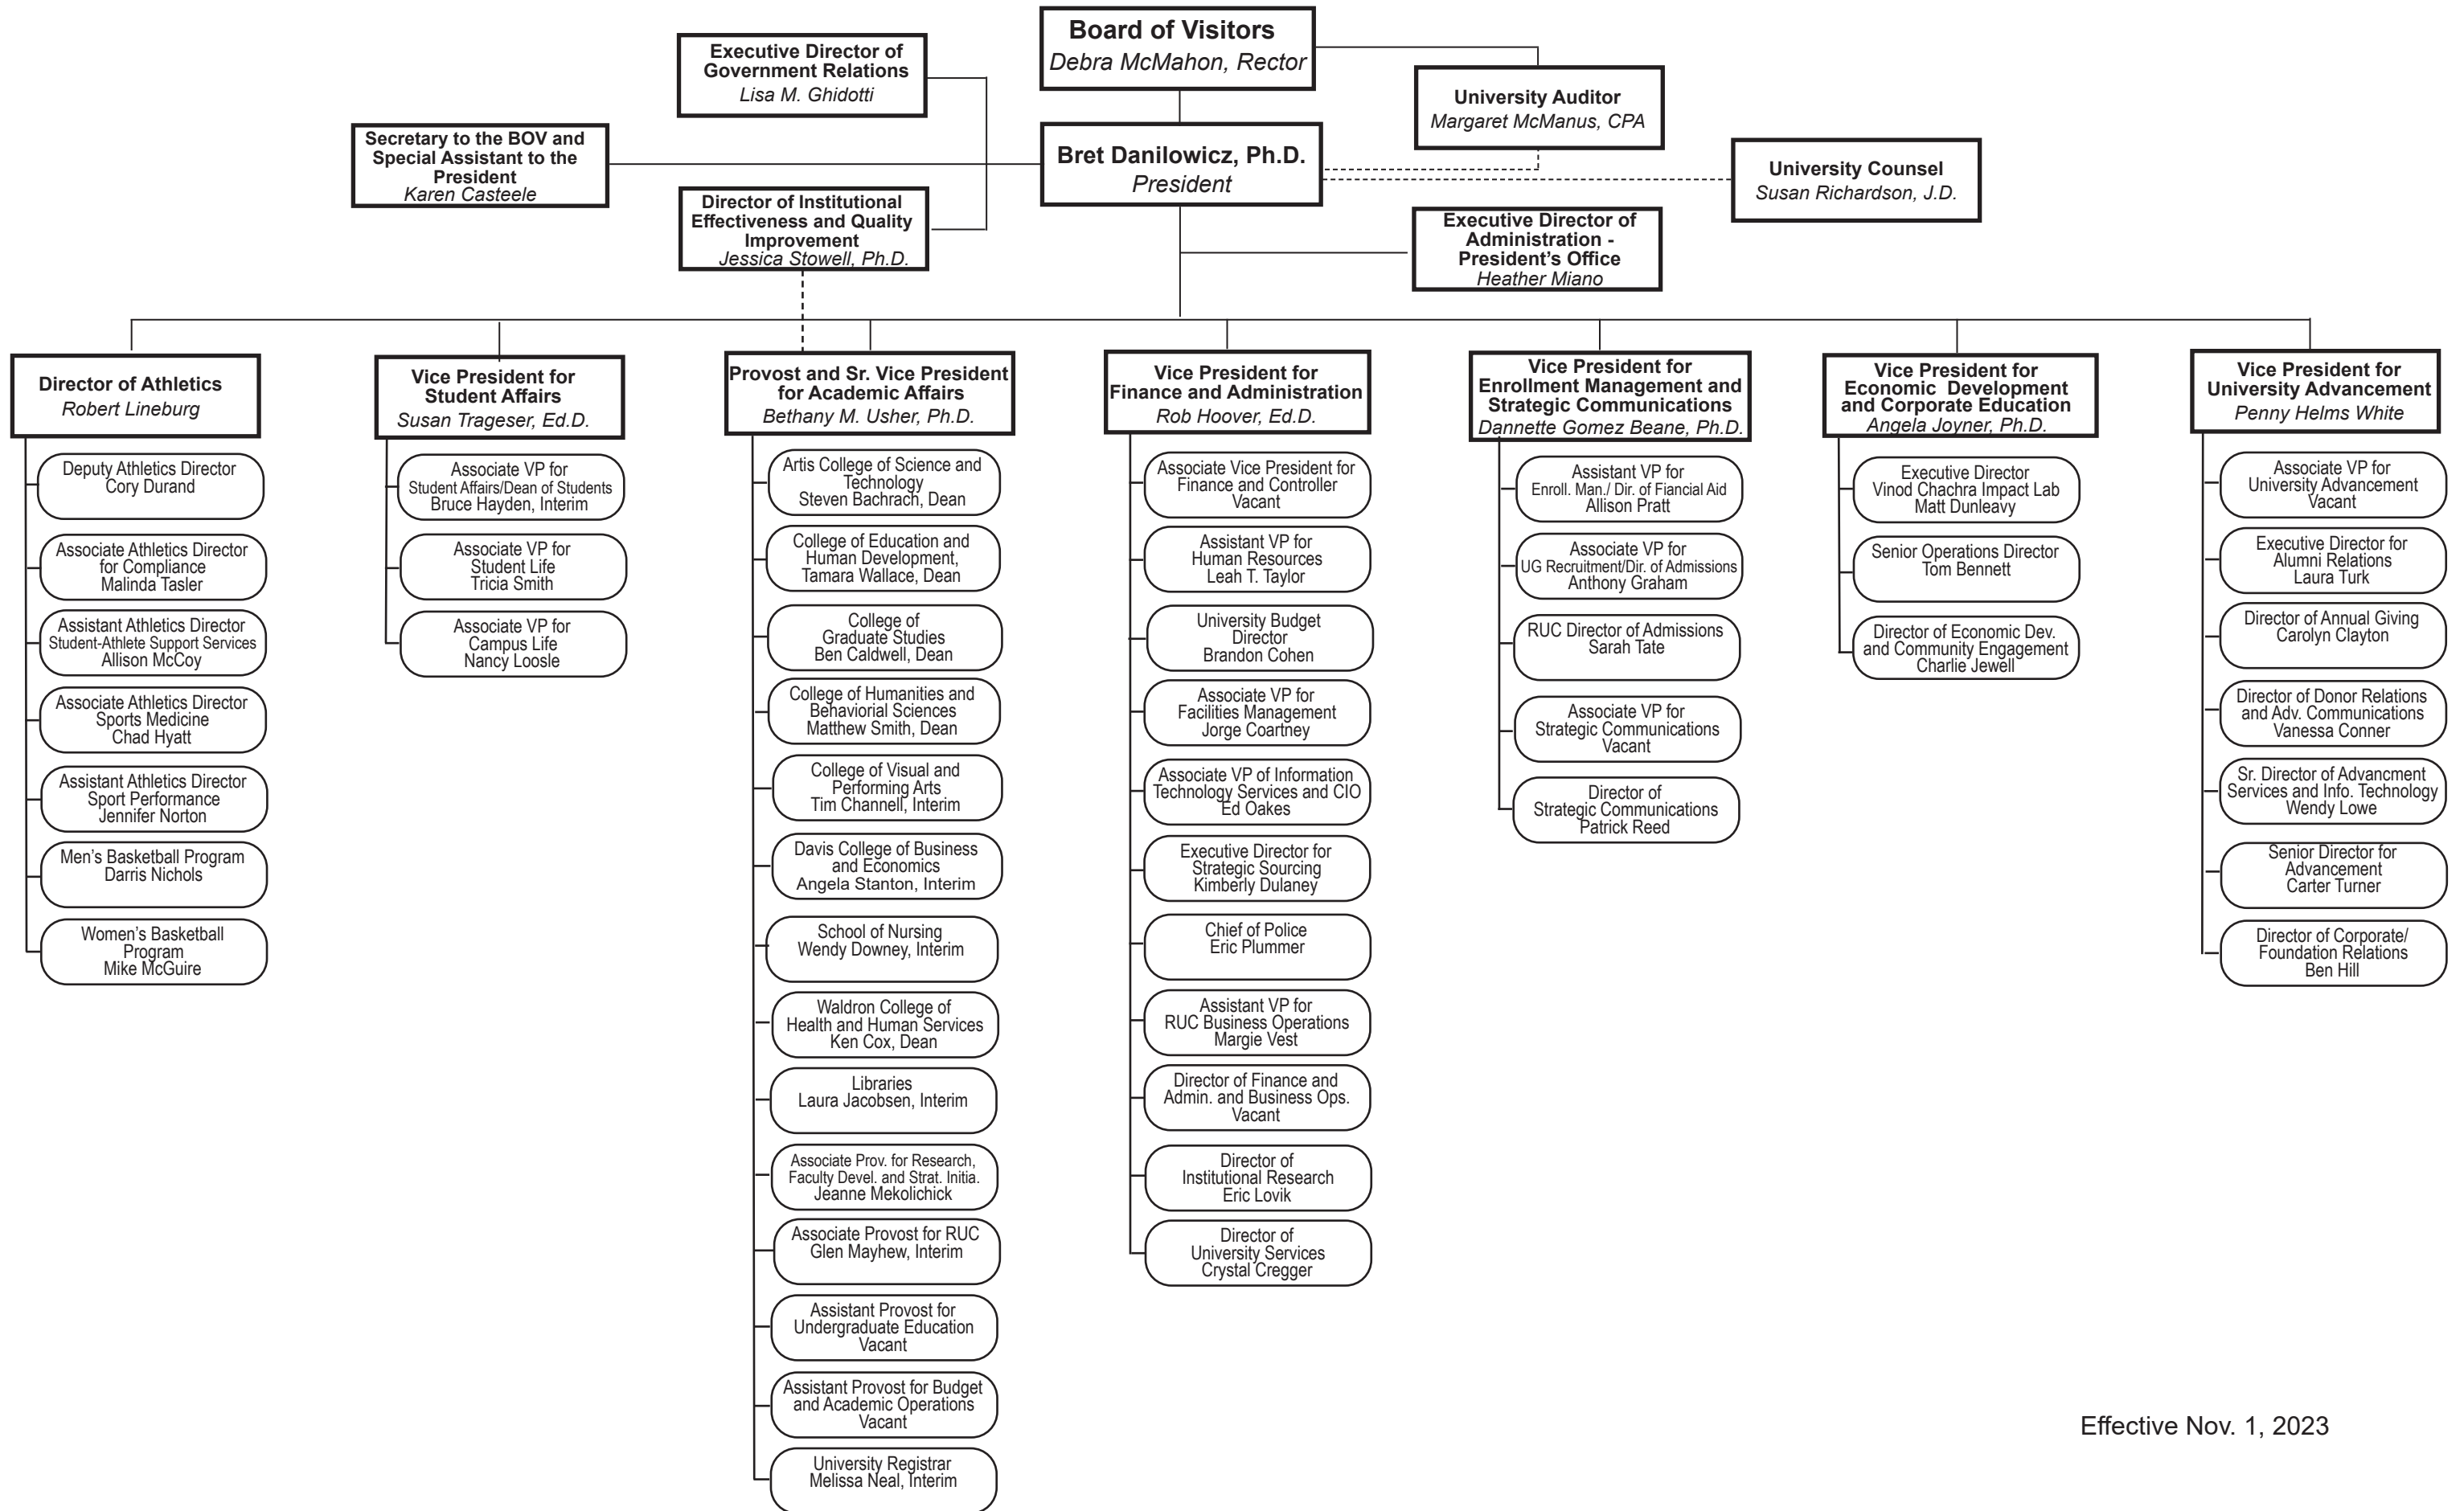 Board of Visitors
Debra McMahon, Rector
Executive Director of
Government Relations
Lisa M. Ghidotti
University Auditor
Margaret McManus, CPA
Secretary to the BOV and
Special Assistant to the
President
Karen Casteele
Bret Danilowicz, Ph.D.
President
University Counsel
Susan Richardson, J.D.
Director of Institutional
Effectiveness and Quality
Improvement
Jessica Stowell, Ph.D.
Executive Director of
Administration -
President’s Office
Heather Miano
Director of Athletics
Robert Lineburg
Deputy Athletics Director
Cory Durand
Associate Athletics Director
for Compliance
Malinda Tasler
Assistant Athletics Director
Student-Athlete Support Services
Allison McCoy
Associate Athletics Director
Sports Medicine
Chad Hyatt
Assistant Athletics Director
Sport Performance
Jennifer Norton
Men’s Basketball Program
Darris Nichols
Women’s Basketball
Program
Mike McGuire
Vice President for
Student Affairs
Susan Trageser, Ed.D.
Associate VP for
Student Affairs/Dean of Students
Bruce Hayden, Interim
Associate VP for
Student Life
Tricia Smith
Associate VP for
Campus Life
Nancy Loosle
Provost and Sr. Vice President
for Academic Affairs
Bethany M. Usher, Ph.D.
Artis College of Science and
Technology
Steven Bachrach, Dean
College of Education and
Human Development,
Tamara Wallace, Dean
College of
Graduate Studies
Ben Caldwell, Dean
College of Humanities and
Behaviorial Sciences
Matthew Smith, Dean
College of Visual and
Performing Arts
Tim Channell, Interim
Davis College of Business
and Economics
Angela Stanton, Interim
School of Nursing
Wendy Downey, Interim
Waldron College of
Health and Human Services
Ken Cox, Dean
Libraries
Laura Jacobsen, Interim
Associate Prov. for Research,
Faculty Devel. and Strat. Initia.
Jeanne Mekolichick
Associate Provost for RUC
Glen Mayhew, Interim
Assistant Provost for
Undergraduate Education
Vacant
Assistant Provost for Budget
and Academic Operations
Vacant
University Registrar
Melissa Neal, Interim
Vice President for
Finance and Administration
Rob Hoover, Ed.D.
Associate Vice President for
Finance and Controller
Vacant
Assistant VP for
Human Resources
Leah T. Taylor
University Budget
Director
Brandon Cohen
Associate VP for
Facilities Management
Jorge Coartney
Associate VP of Information
Technology Services and CIO
Ed Oakes
Executive Director for
Strategic Sourcing
Kimberly Dulaney
Chief of Police
Eric Plummer
Assistant VP for
RUC Business Operations
Margie Vest
Director of Finance and
Admin. and Business Ops.
Vacant
Director of
Institutional Research
Eric Lovik
Director of
University Services
Crystal Cregger
Vice President for
Enrollment Management and
Strategic Communications
Dannette Gomez Beane, Ph.D.
Assistant VP for
Enroll. Man./ Dir. of Fiancial Aid
Allison Pratt
Associate VP for
UG Recruitment/Dir. of Admissions
Anthony Graham
RUC Director of Admissions
Sarah Tate
Associate VP for
Strategic Communications
Vacant
Director of
Strategic Communications
Patrick Reed
Vice President for
Economic Development
and Corporate Education
Angela Joyner, Ph.D.
Executive Director
Vinod Chachra Impact Lab
Matt Dunleavy
Senior Operations Director
Tom Bennett
Director of Economic Dev.
and Community Engagement
Charlie Jewell
Vice President for
University Advancement
Penny Helms White
Associate VP for
University Advancement
Vacant
Executive Director for
Alumni Relations
Laura Turk
Director of Annual Giving
Carolyn Clayton
Director of Donor Relations
and Adv. Communications
Vanessa Conner
Sr. Director of Advancment
Services and Info. Technology
Wendy Lowe
Senior Director for
Advancement
Carter Turner
Director of Corporate/
Foundation Relations
Ben Hill
Effective Nov. 1, 2023